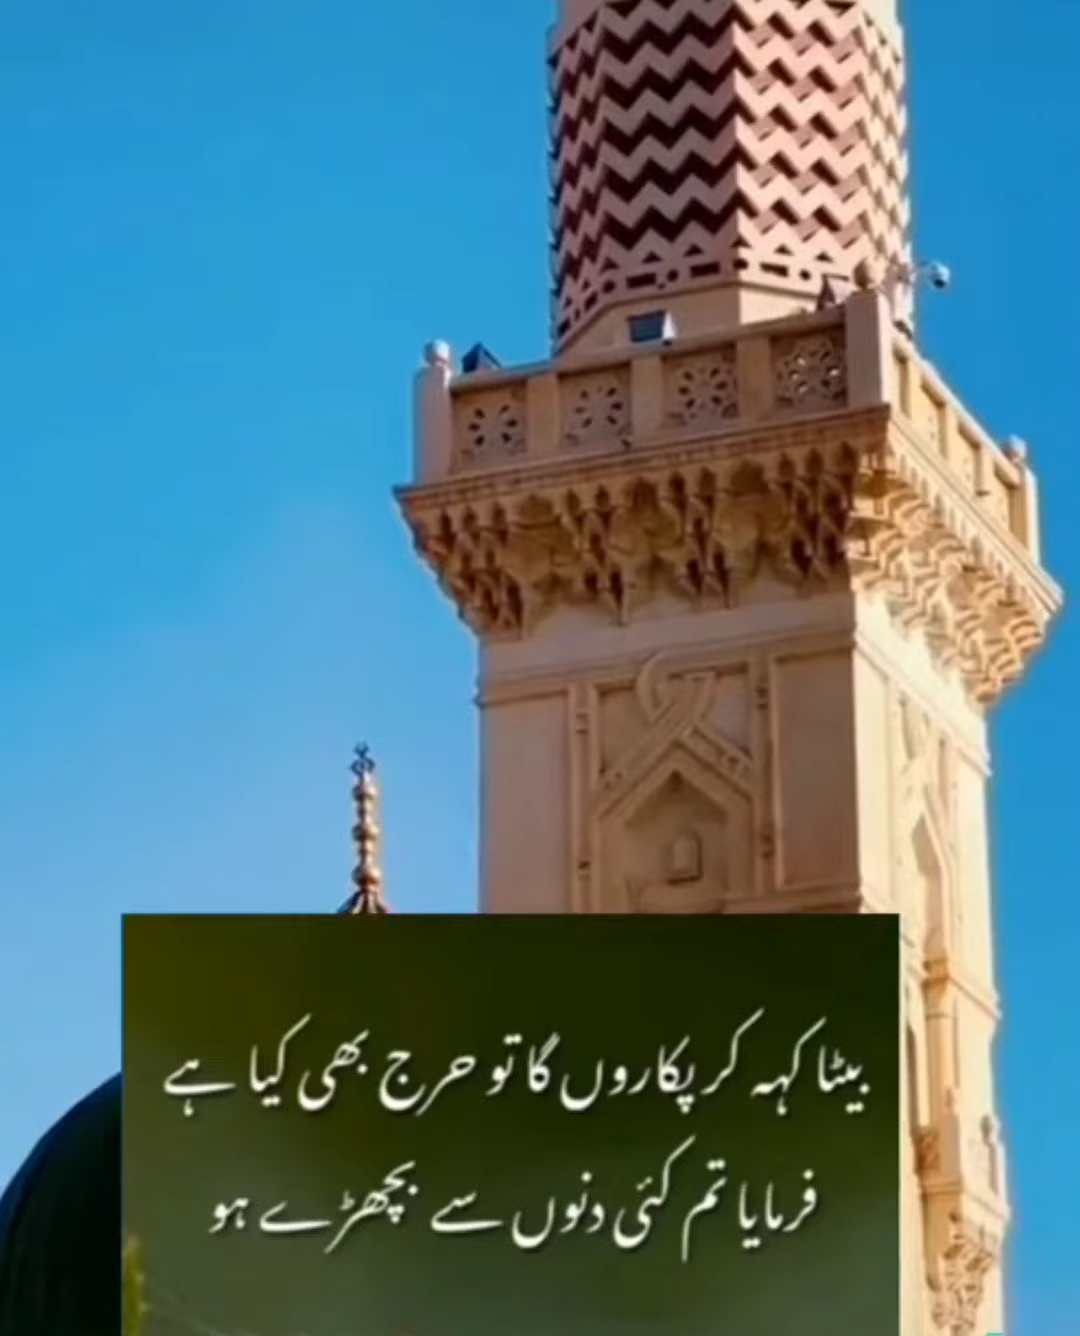 بیٹا کہہ کر پکاروں گا تو حرج بھی کیا ہے
فرمایا تم کئی دنوں سے بچھڑے ہو